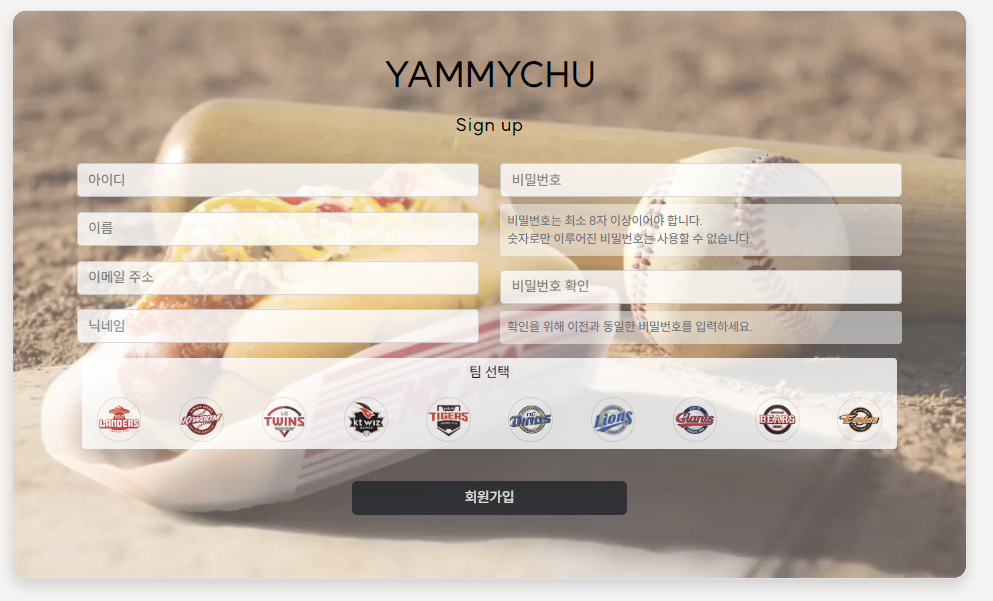 YAMMYCHU
Sign up
아이디
이름
이메일 주소
닉네임
비밀번호
비밀번호는 최소 8자 이상이어야 합니다.
숫자로만 이루어진 비밀번호는 사용할 수 없습니다.
비밀번호 확인
확인을 위해 이전과 동일한 비밀번호를 입력하세요.
팀 선택
LANDERS
KIWOOM
LG
TWINS
kt wiz
TIGERS
NC
Dinos
Lions
Giants
BEARS
Eagles
회원가입